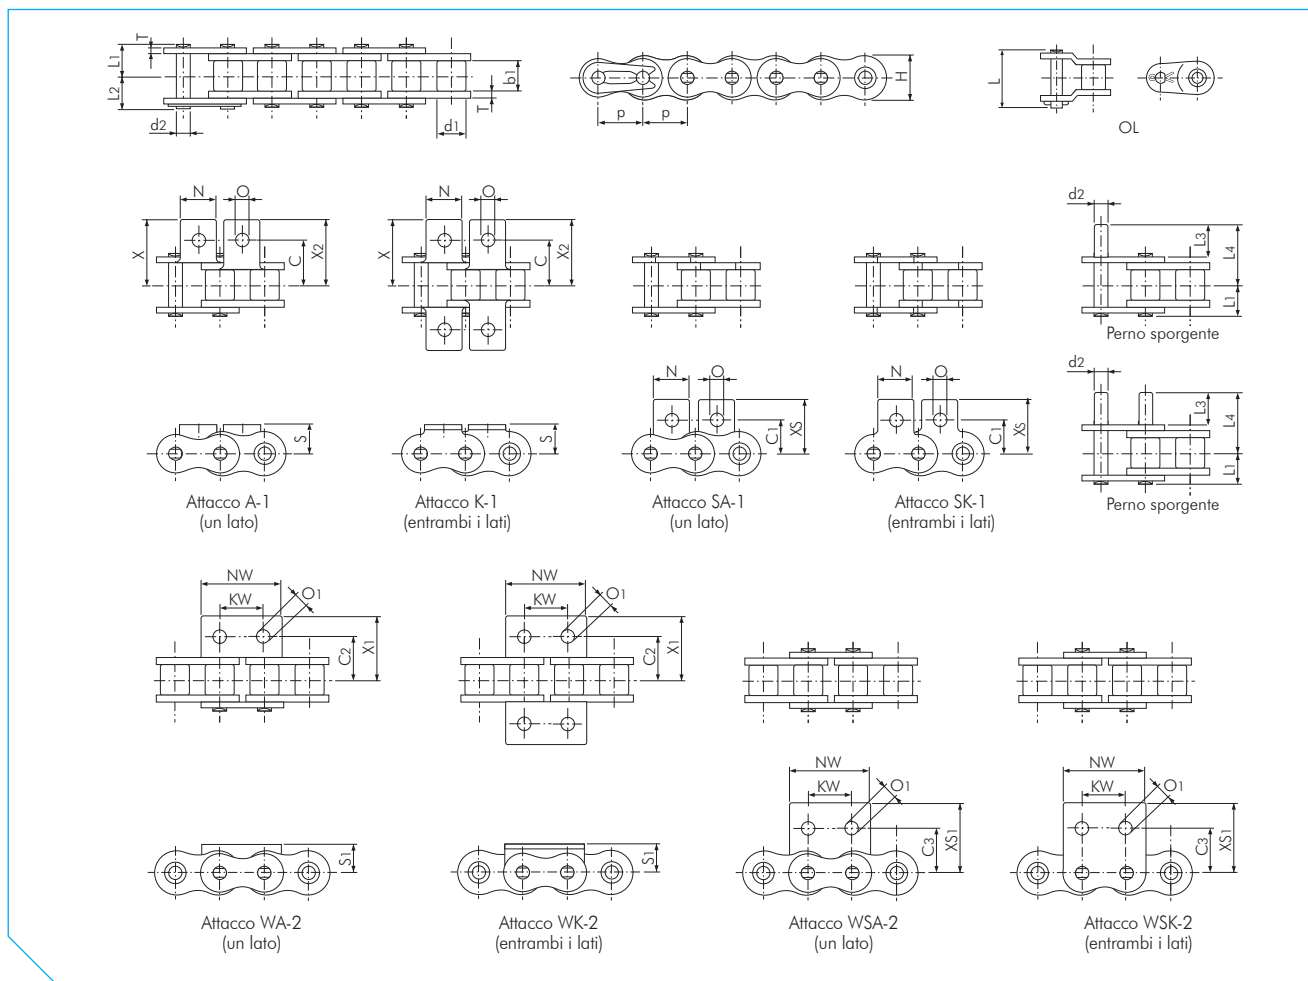 T
L1
L2
d2
b1
T
d1
p
p
H
L
OL
N
O
X
C
X2
N
O
X
C
X2
d2
L3
L4
L1
Perno sporgente
S
Attacco A-1
(un lato)
S
Attacco K-1
(entrambi i lati)
N
O
C1
XS
Attacco SA-1
(un lato)
N
O
C1
XS
Attacco SK-1
(entrambi i lati)
d2
L3
L4
L1
Perno sporgente
NW
KW
O1
C2
X1
NW
KW
O1
C2
X1
S1
Attacco WA-2
(un lato)
S1
Attacco WK-2
(entrambi i lati)
NW
KW
O1
C3
XS1
Attacco WSA-2
(un lato)
NW
KW
O1
C3
XS1
Attacco WSK-2
(entrambi i lati)